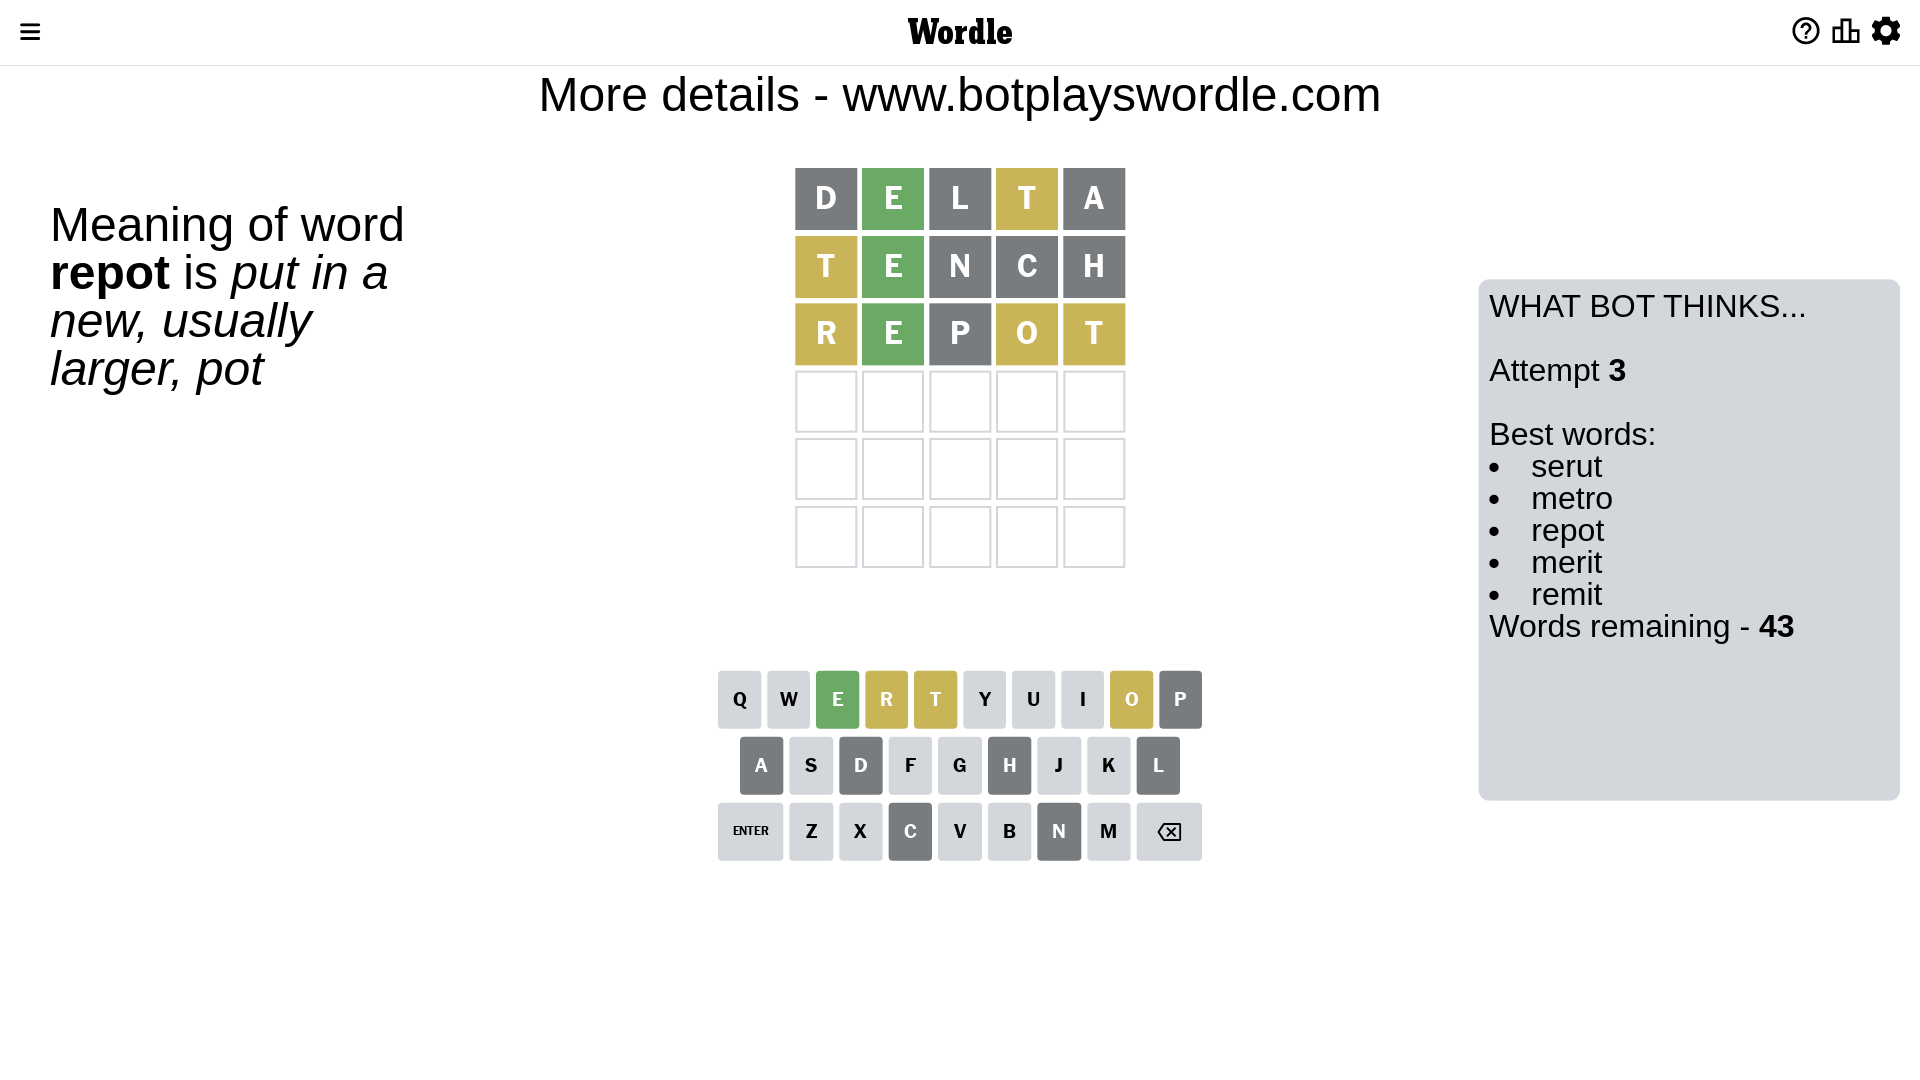 Wordle
More details - www.botplayswordle.com
Meaning of word
repot is put in a
new, usually
larger, pot
D E L T A
T E N C H
R E P O T
WHAT BOT THINKS...
Attempt 3
Best words:
• serut
• metro
• repot
• merit
• remit
Words remaining - 43
Q W E R T Y U I O P
A S D F G H J K L
ENTER Z X C V B N M